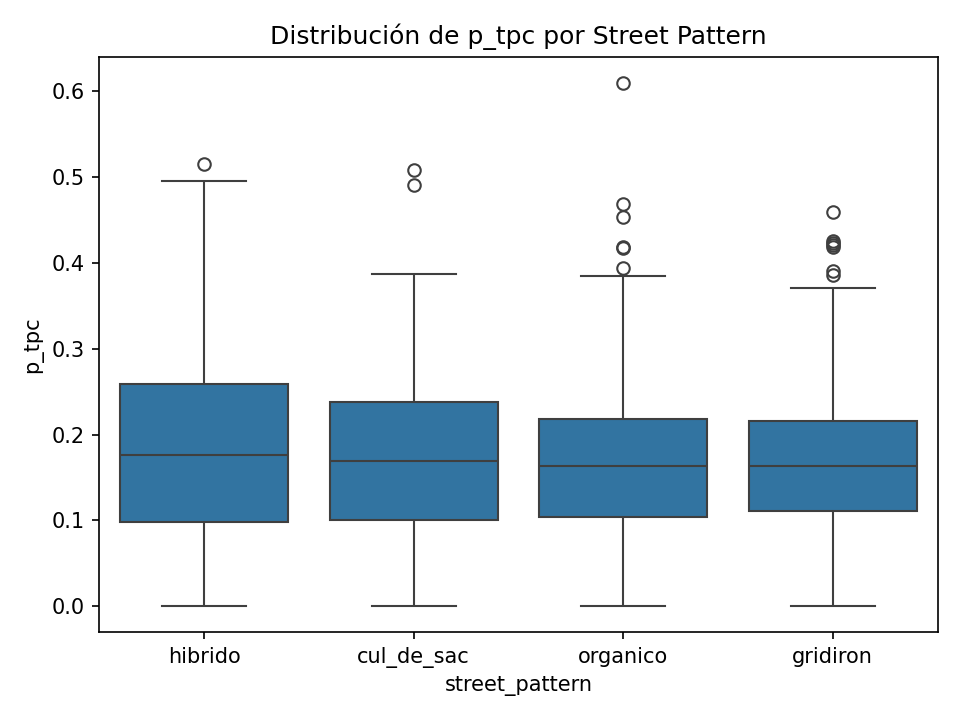 Distribución de p_tpc por Street Pattern
p_tpc
0.6
0.5
0.4
0.3
0.2
0.1
0.0
hibrido cul_de_sac organico gridiron
street_pattern